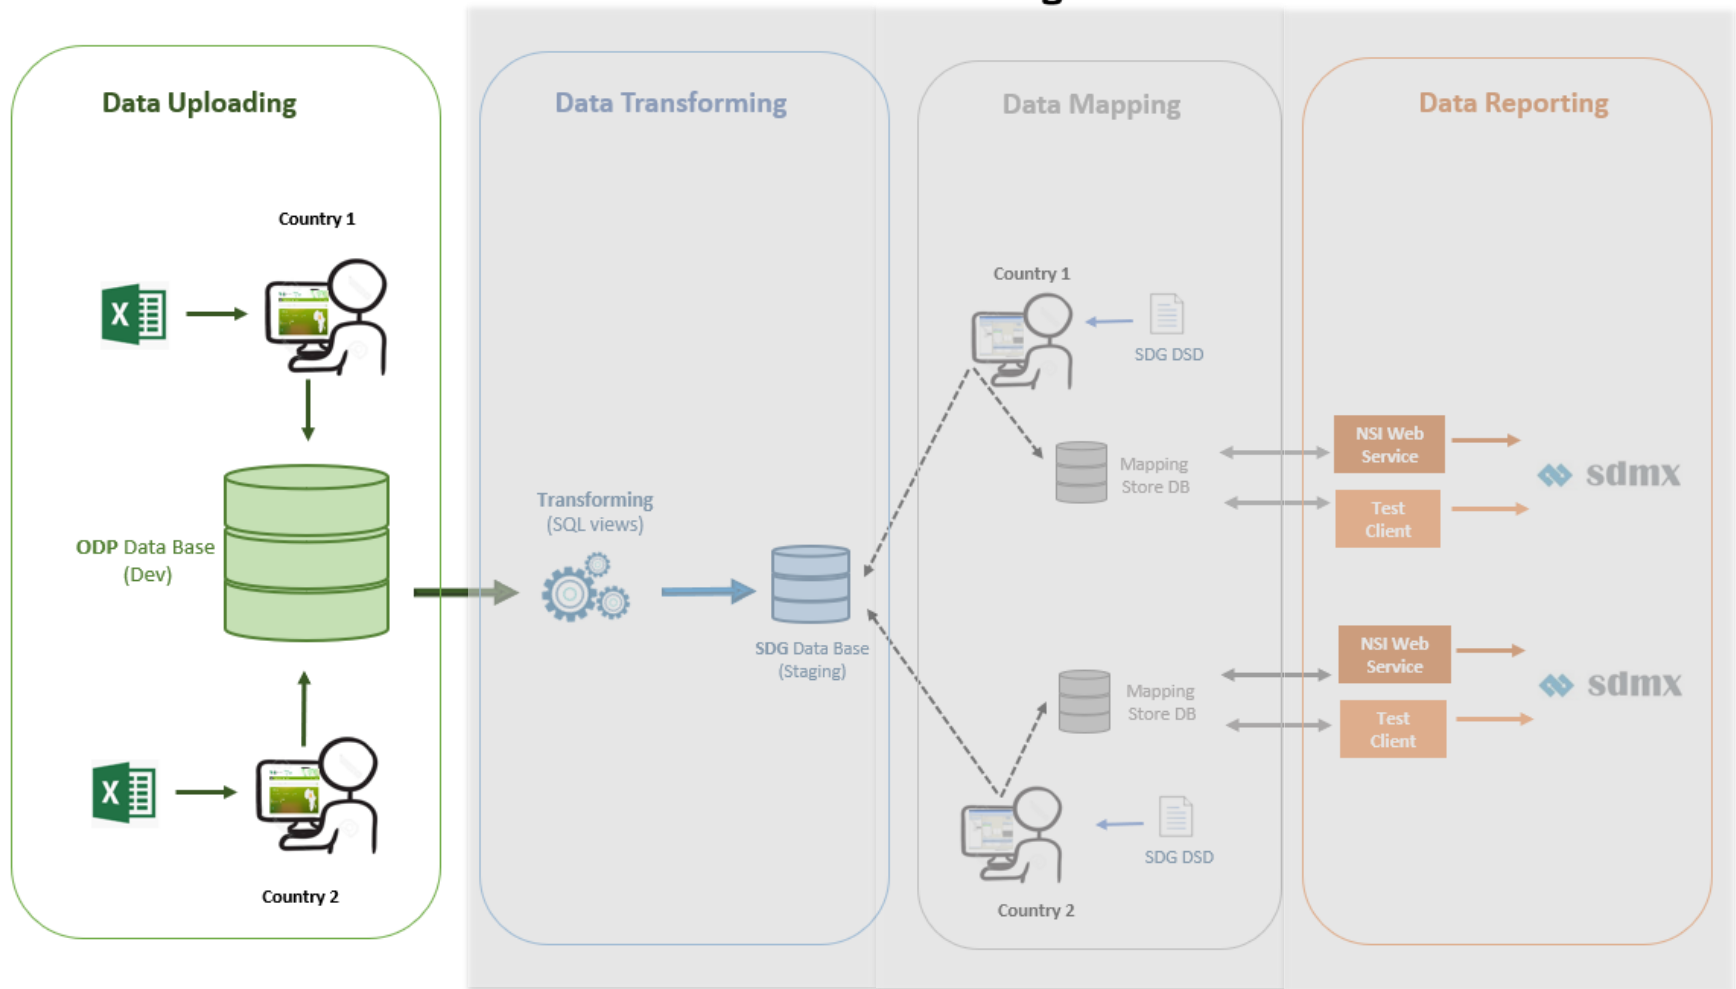 Data Uploading
Country 1
X
ODP Data Base
(Dev)
X
Country 2
Data Transforming
Transforming
(SQL views)
SDG Data Base
(Staging)
Data Mapping
Country 1
SDG DSD
Mapping
Store DB
Mapping
Store DB
SDG DSD
Country 2
Data Reporting
NSI Web
Service
Test
Client
sdmx
NSI Web
Service
Test
Client
sdmx